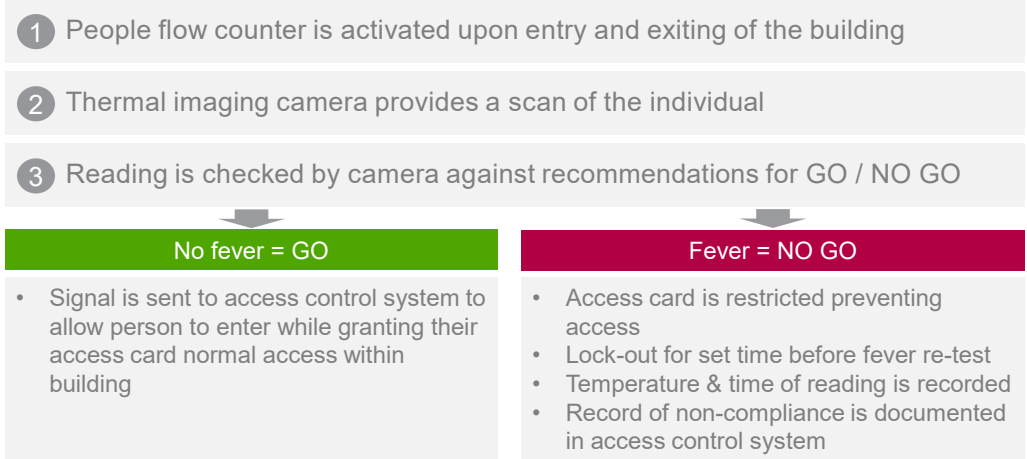 1 People flow counter is activated upon entry and exiting of the building
2 Thermal imaging camera provides a scan of the individual
3 Reading is checked by camera against recommendations for GO / NO GO
No fever = GO
• Signal is sent to access control system to
allow person to enter while granting their
access card normal access within
building
Fever = NO GO
• Access card is restricted preventing
access
• Lock-out for set time before fever re-test
• Temperature & time of reading is recorded
• Record of non-compliance is documented
in access control system